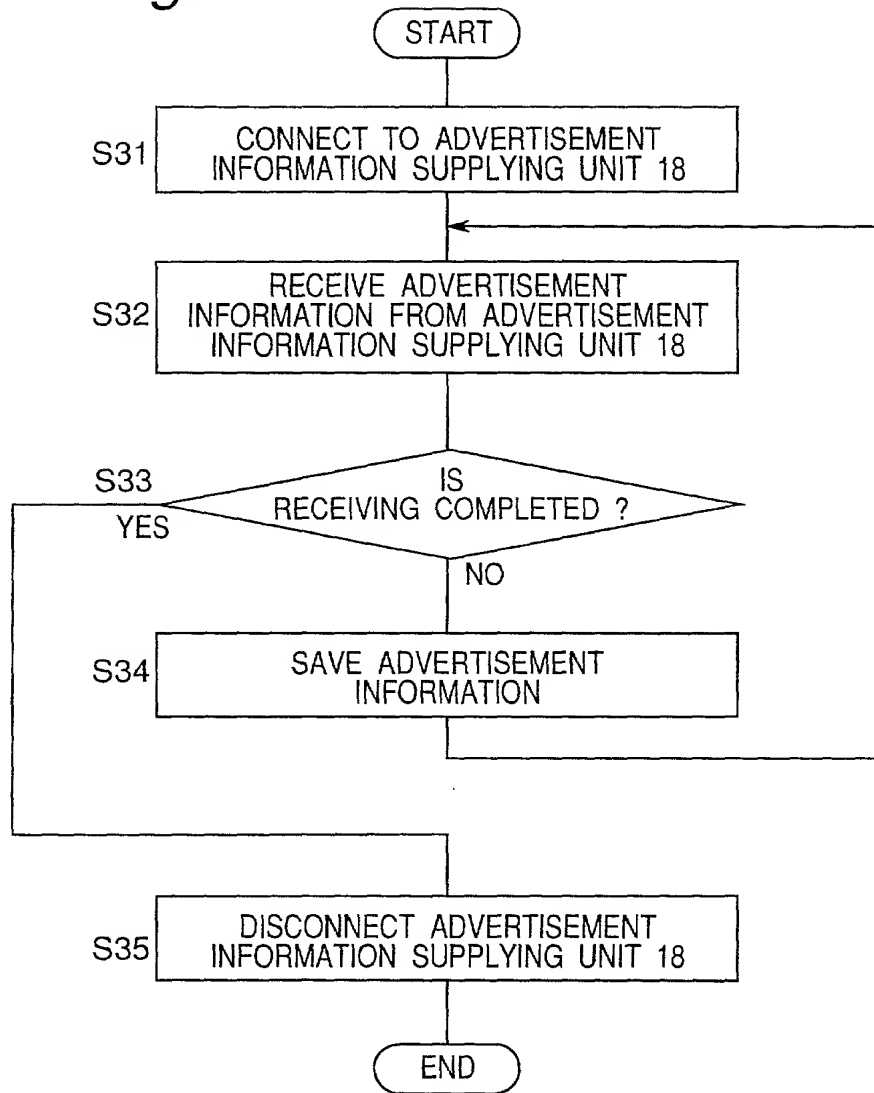 START
S31
CONNECT TO ADVERTISEMENT
INFORMATION SUPPLYING UNIT 18
S32
RECEIVE ADVERTISEMENT
INFORMATION FROM ADVERTISEMENT
INFORMATION SUPPLYING UNIT 18
S33
IS
RECEIVING COMPLETED ?
YES
NO
S34
SAVE ADVERTISEMENT
INFORMATION
S35
DISCONNECT ADVERTISEMENT
INFORMATION SUPPLYING UNIT 18
END